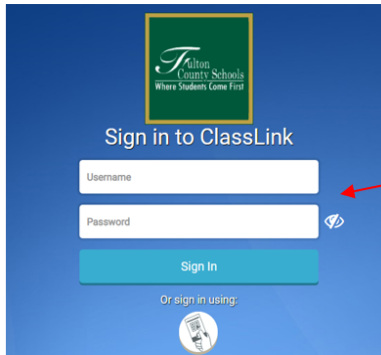 Fulton
County Schools
Where Students Come First
Sign in to ClassLink
Username
Password
Sign In
Or sign in using: